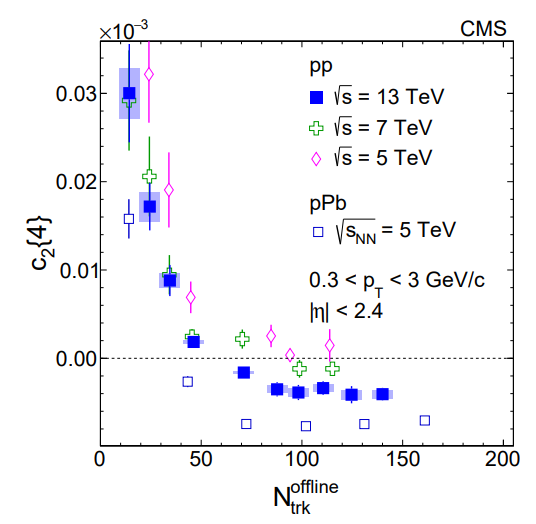 ×10⁻³
CMS
pp
√s = 13 TeV
√s = 7 TeV
√s = 5 TeV
pPb
√s_NN = 5 TeV
0.3 < p_T < 3 GeV/c
|η| < 2.4
c₂{4}
0.03
0.02
0.01
0.00
0 50 100 150 200
N_trk^offline